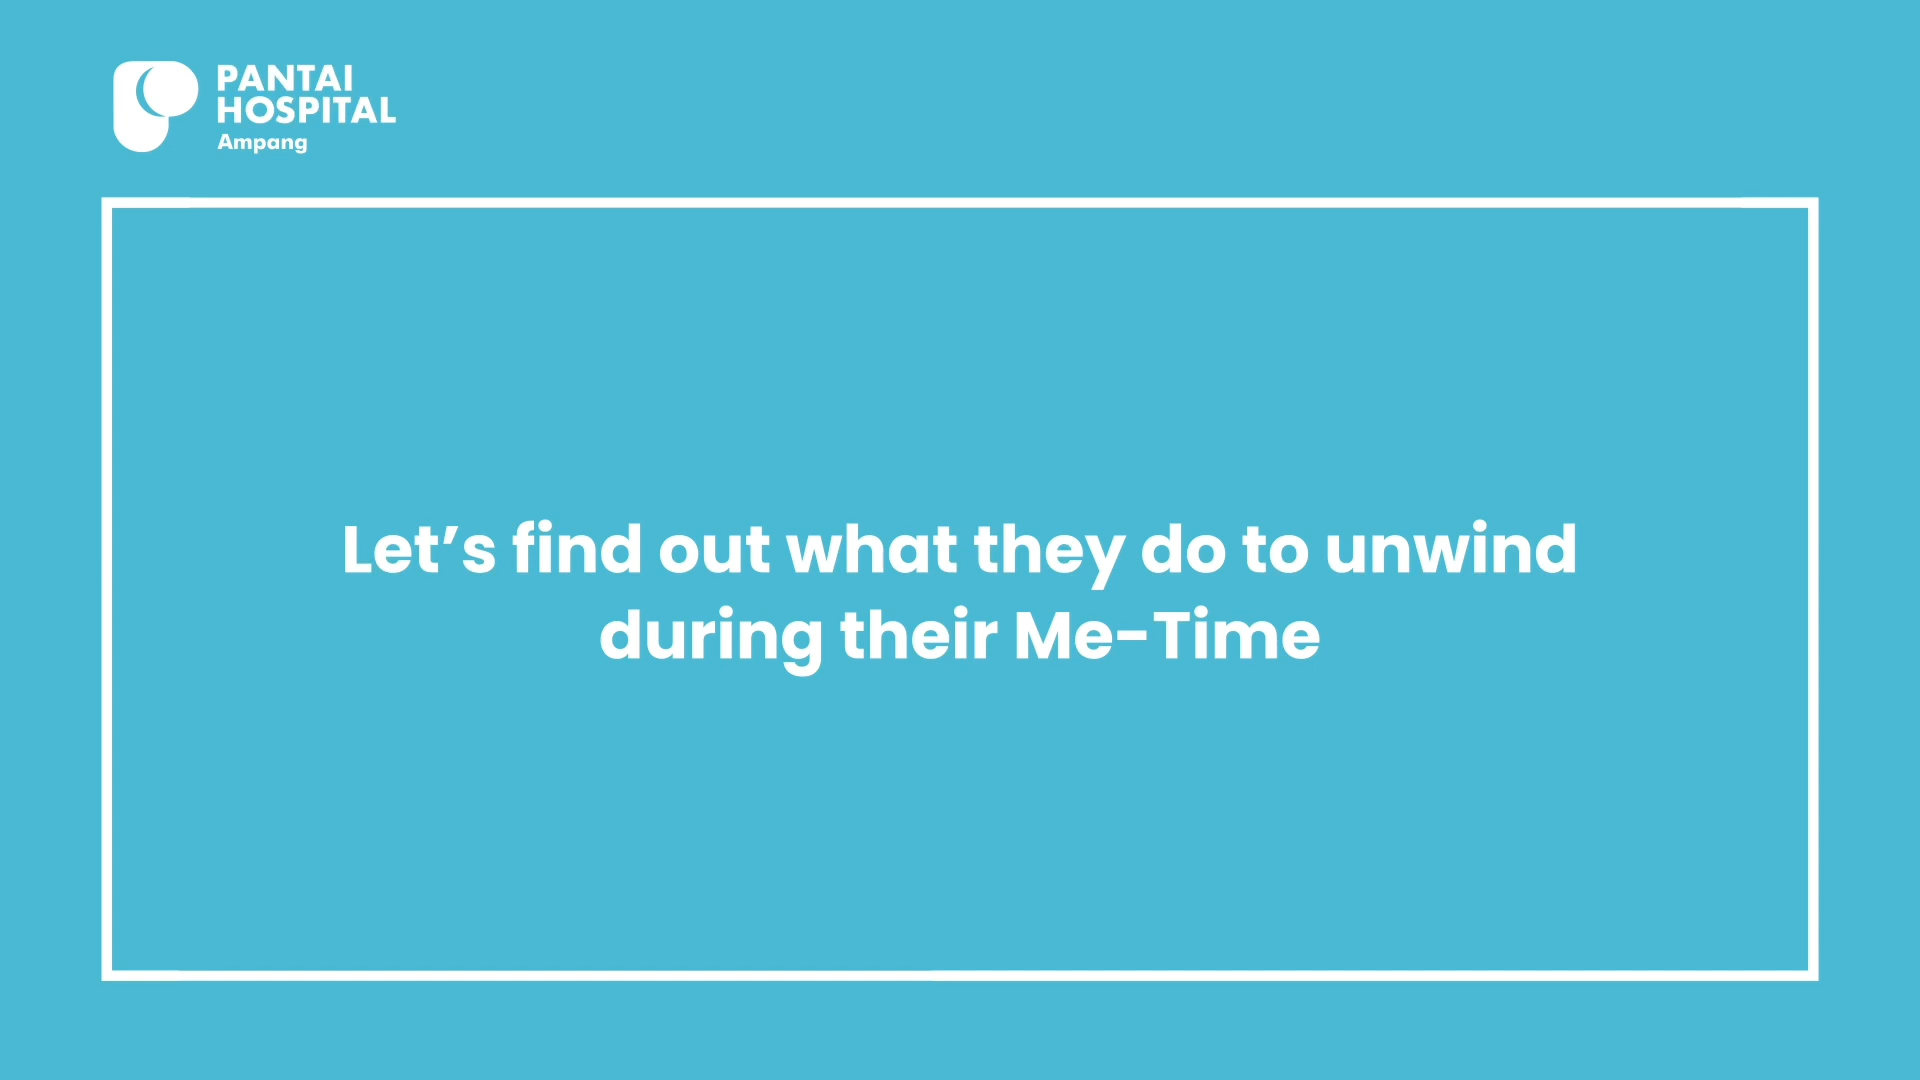 PANTAI
HOSPITAL
Ampang
Let’s find out what they do to unwind
during their Me-Time